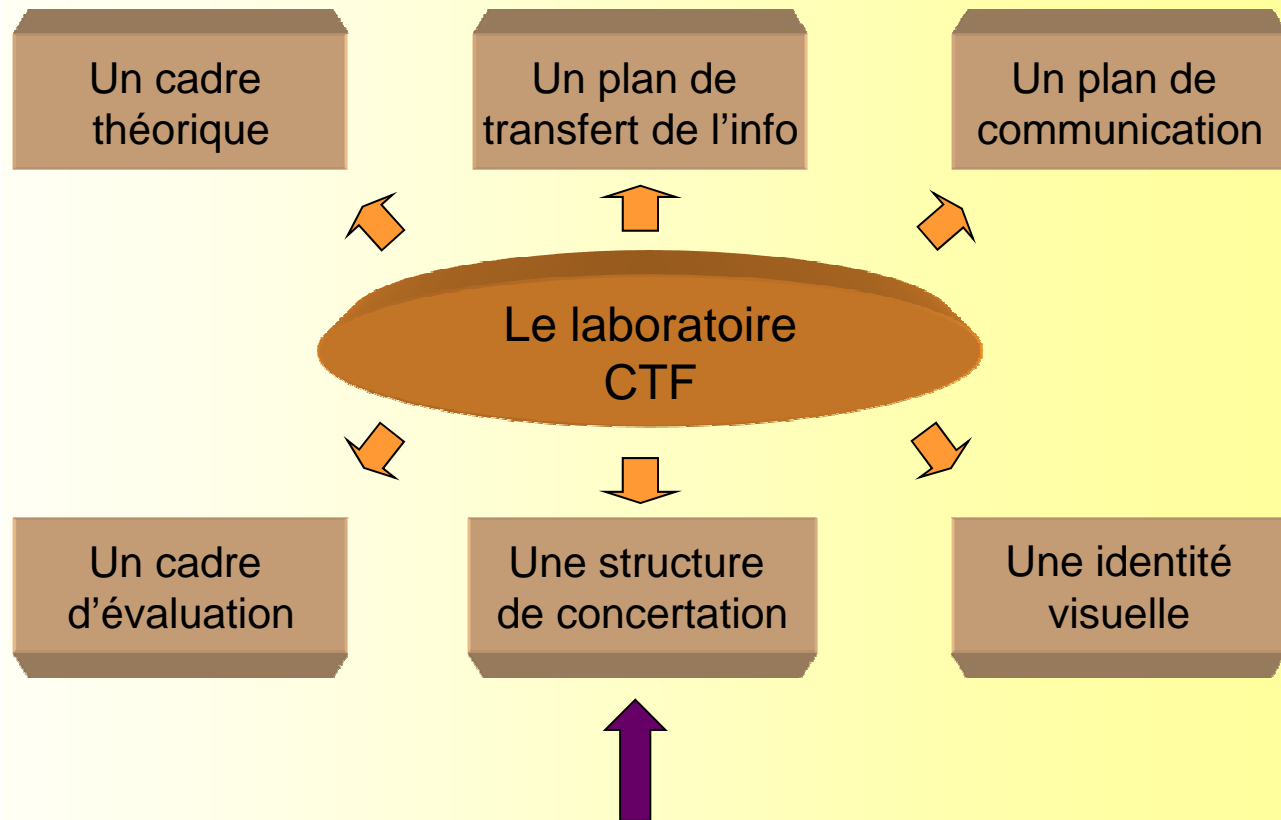 Un cadre
théorique
Un plan de
transfert de l’info
Un plan de
communication
Le laboratoire
CTF
Un cadre
d’évaluation
Une structure
de concertation
Une identité
visuelle